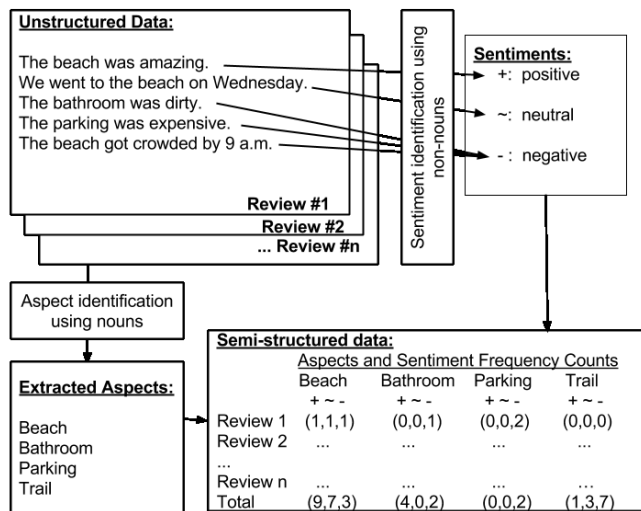 Unstructured Data:
The beach was amazing.
We went to the beach on Wednesday.
The bathroom was dirty.
The parking was expensive.
The beach got crowded by 9 a.m.
Review #1
Review #2
... Review #n
Sentiment identification using
non-nouns
Sentiments:
+: positive
~: neutral
- : negative
Aspect identification
using nouns
Extracted Aspects:
Beach
Bathroom
Parking
Trail
Semi-structured data:
Aspects and Sentiment Frequency Counts
Beach Bathroom Parking Trail
+ ~ - + ~ - + ~ - + ~ -
Review 1 (1,1,1) (0,0,1) (0,0,2) (0,0,0)
Review 2 ... ... ... ...
...
Review n ... ... ... ...
Total (9,7,3) (4,0,2) (0,0,2) (1,3,7)